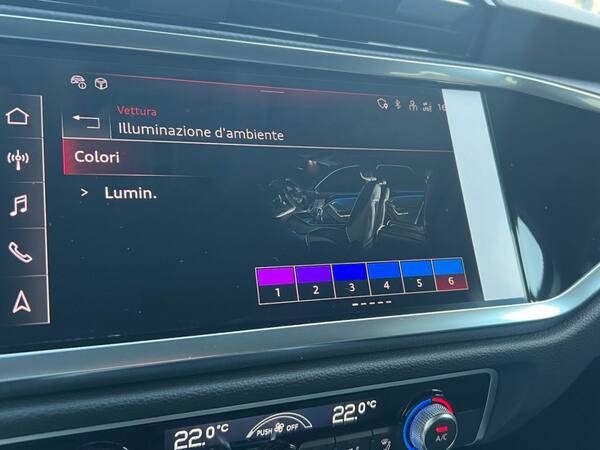 Vettura
Illuminazione d'ambiente
Colori
> Lumin.
1 2 3 4 5 6
22.0°C
PUSH OFF
22.0°C
A/C